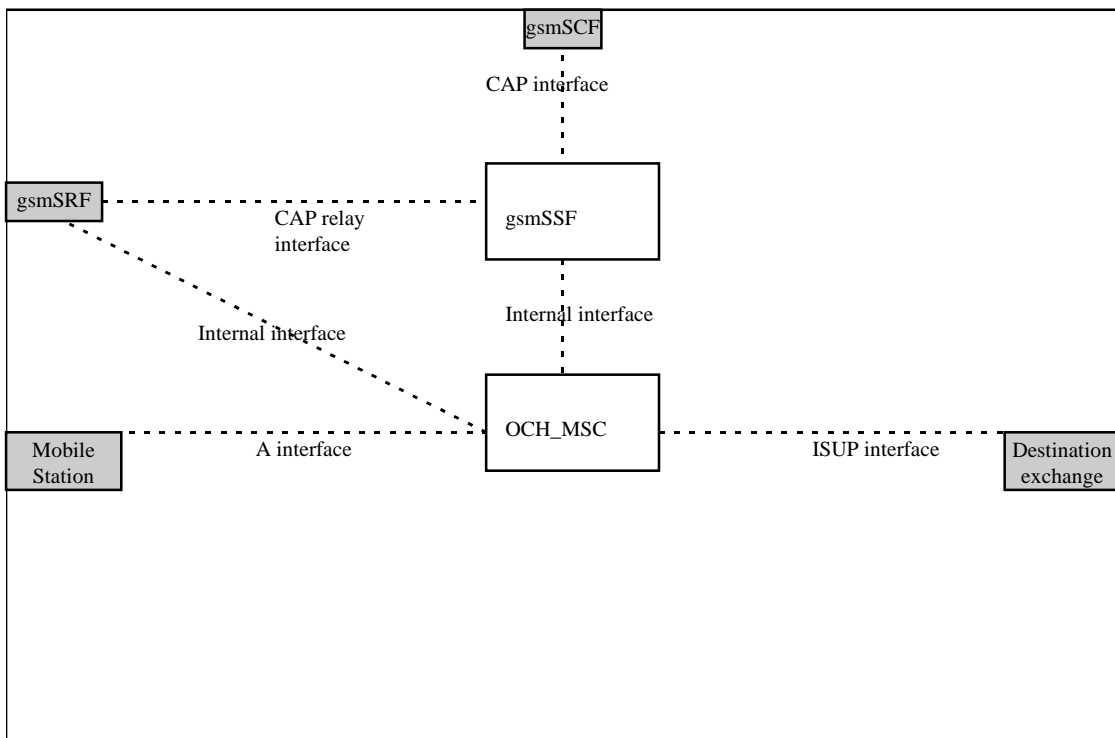 gsmSCF
CAP interface
gsmSRF
CAP relay
interface
gsmSSF
Internal interface
Internal interface
OCH_MSC
Mobile
Station
A interface
ISUP interface
Destination
exchange